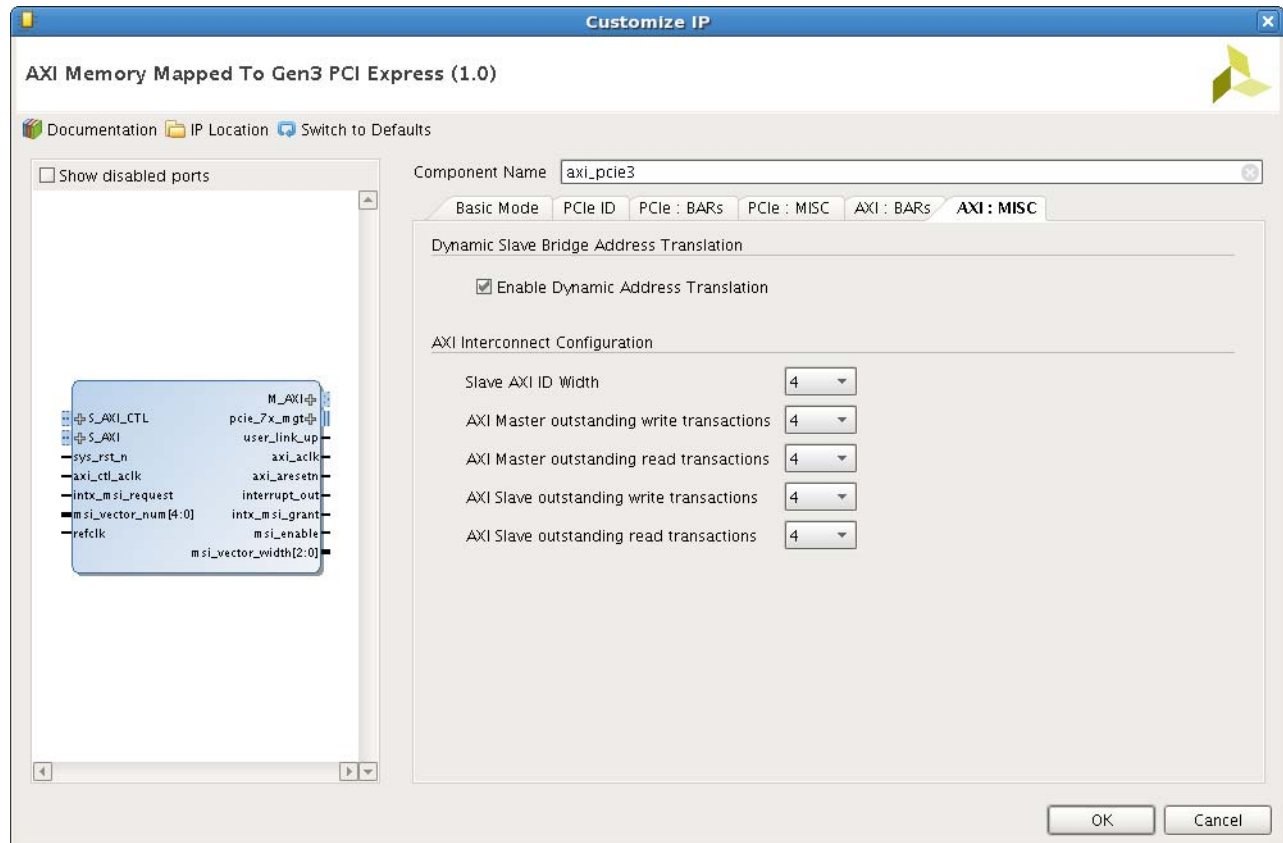 Customize IP
AXI Memory Mapped To Gen3 PCI Express (1.0)
Documentation IP Location Switch to Defaults
Show disabled ports
Component Name axi_pcie3
Basic Mode PCIe ID PCIe : BARs PCIe : MISC AXI : BARs AXI : MISC
Dynamic Slave Bridge Address Translation
Enable Dynamic Address Translation
AXI Interconnect Configuration
Slave AXI ID Width 4
AXI Master outstanding write transactions 4
AXI Master outstanding read transactions 4
AXI Slave outstanding write transactions 4
AXI Slave outstanding read transactions 4
M_AXI
S_AXI_CTL pcie_7x_mgt
S_AXI user_link_up
sys_rst_n axi_aclk
axi_ctl_aclk axi_aresetn
intx_msi_request interrupt_out
msi_vector_num[4:0] intx_msi_grant
refclk msi_enable
msi_vector_width[2:0]
OK Cancel